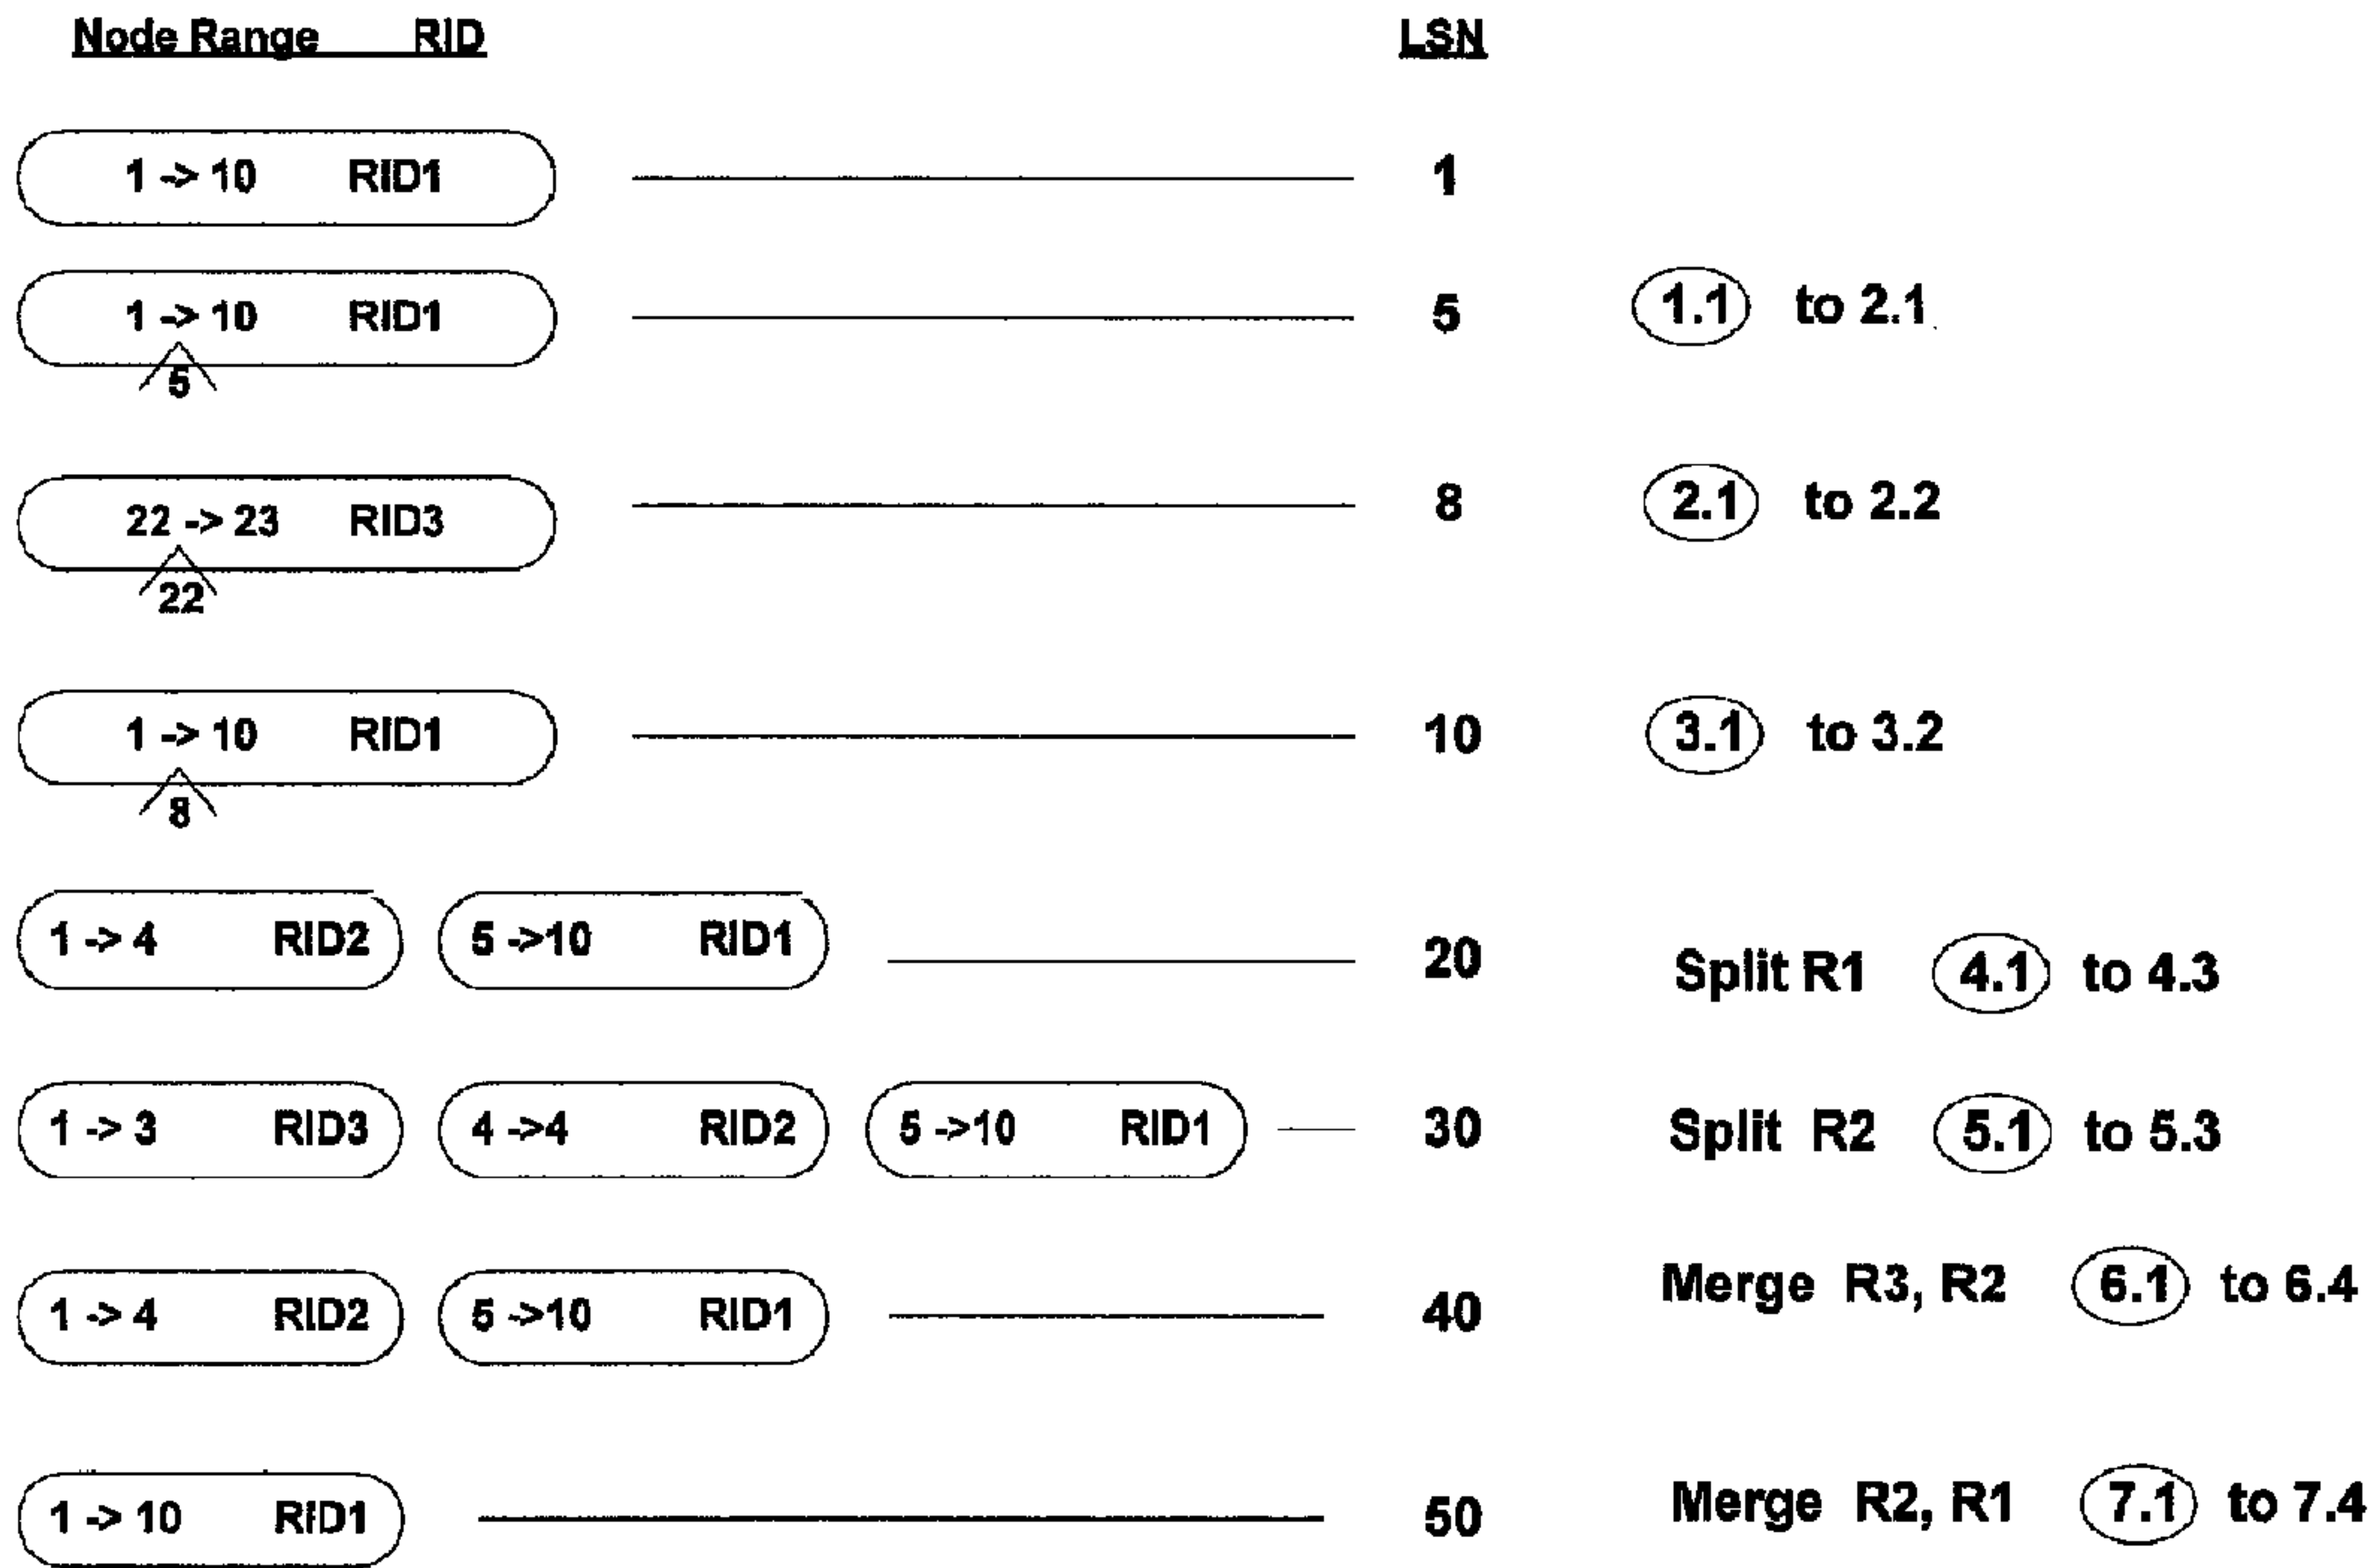 Node Range RID LSN
1 -> 10 RID1 1
1 -> 10 RID1 5 1.1 to 2.1
5
22 -> 23 RID3 8 2.1 to 2.2
22
1 -> 10 RID1 10 3.1 to 3.2
8
1 -> 4 RID2 5 ->10 RID1 20 Split R1 4.1 to 4.3
1 -> 3 RID3 4 ->4 RID2 5 ->10 RID1 30 Split R2 5.1 to 5.3
1 -> 4 RID2 5 ->10 RID1 40 Merge R3, R2 6.1 to 6.4
1 -> 10 RID1 50 Merge R2, R1 7.1 to 7.4